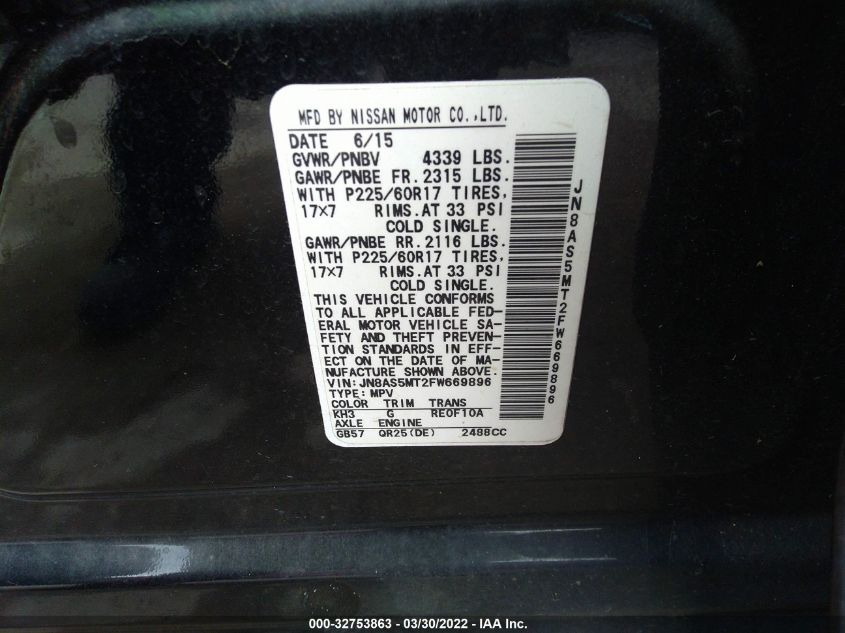 MFD BY NISSAN MOTOR CO.,LTD.
DATE 6/15
GVWR/PNBV 4339 LBS.
GAWR/PNBE FR. 2315 LBS.
WITH P225/60R17 TIRES,
17×7 RIMS.AT 33 PSI
COLD SINGLE.
GAWR/PNBE RR. 2116 LBS.
WITH P225/60R17 TIRES,
17×7 RIMS.AT 33 PSI
COLD SINGLE.
THIS VEHICLE CONFORMS
TO ALL APPLICABLE FED-
ERAL MOTOR VEHICLE SA-
FETY AND THEFT PREVEN-
TION STANDARDS IN EFF-
ECT ON THE DATE OF MA-
NUFACTURE SHOWN ABOVE.
VIN:JN8AS5MT2FW669896
TYPE:MPV
COLOR TRIM TRANS
KH3 G RE0F10A
AXLE ENGINE
GB57 QR25(DE) 2488CC
JN8AS5MT2FW669896
000-32753863 - 03/30/2022 - IAA Inc.